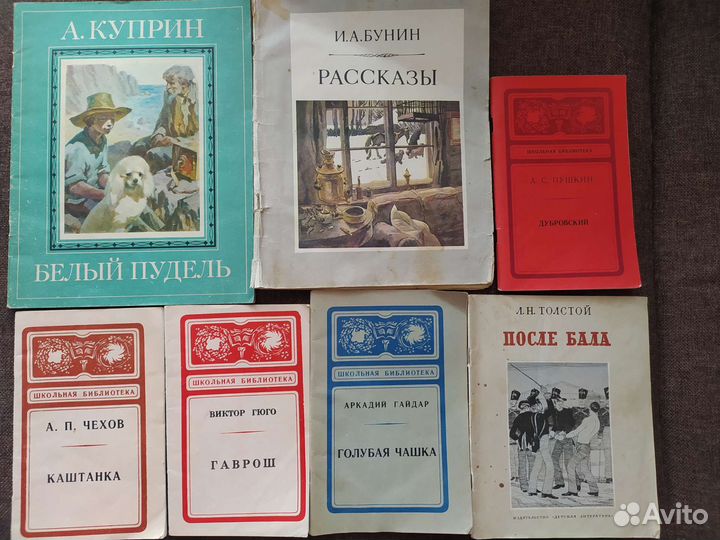 А. КУПРИН
БЕЛЫЙ ПУДЕЛЬ
И.А.БУНИН
РАССКАЗЫ
ШКОЛЬНАЯ БИБЛИОТЕКА
А. С. ПУШКИН
ДУБРОВСКИЙ
ШКОЛЬНАЯ БИБЛИОТЕКА
А. П. ЧЕХОВ
КАШТАНКА
ШКОЛЬНАЯ БИБЛИОТЕКА
ВИКТОР ГЮГО
ГАВРОШ
ШКОЛЬНАЯ БИБЛИОТЕКА
АРКАДИЙ ГАЙДАР
ГОЛУБАЯ ЧАШКА
Л.Н.ТОЛСТОЙ
ПОСЛЕ БАЛА
ИЗДАТЕЛЬСТВО «ДЕТСКАЯ ЛИТЕРАТУРА»
Avito